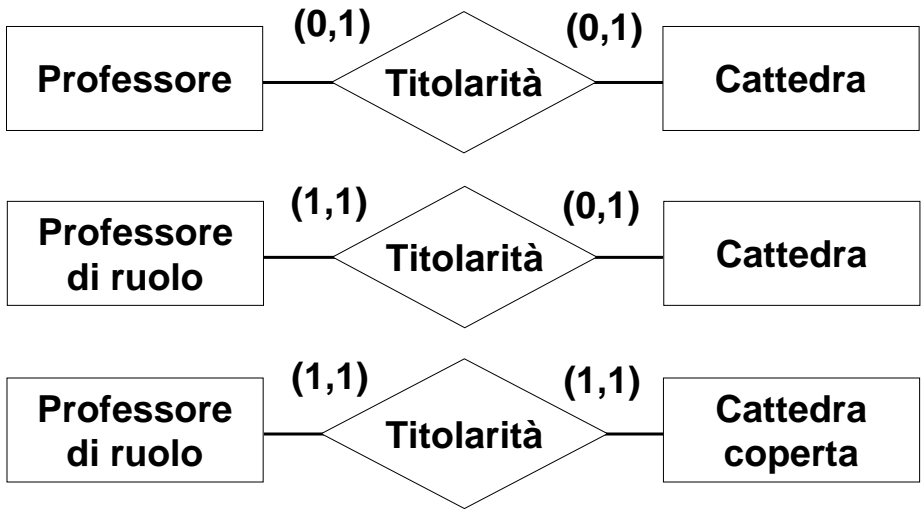 (0,1) (0,1)
Professore Titolarità Cattedra
(1,1) (0,1)
Professore
di ruolo
Titolarità
Cattedra
(1,1) (1,1)
Professore
di ruolo
Titolarità
Cattedra
coperta